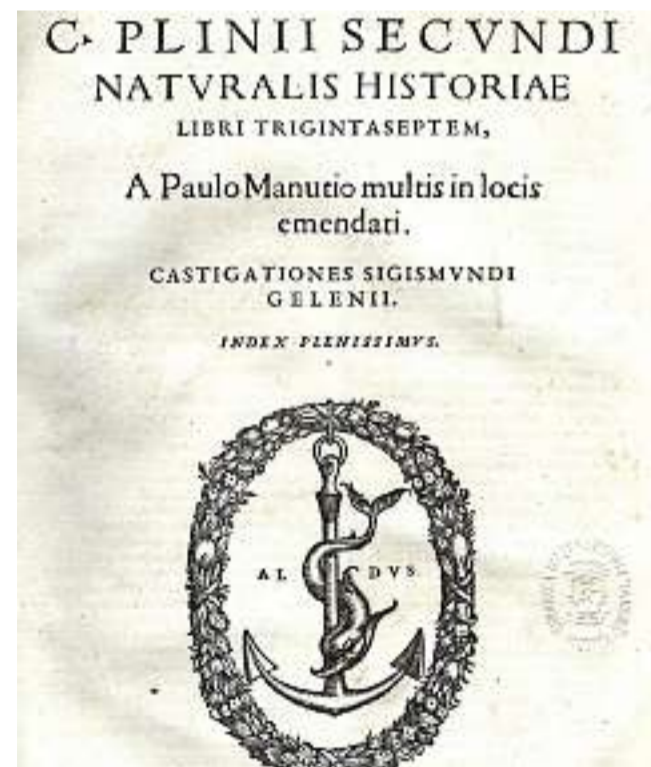 C. PLINII SECVNDI
NATVRALIS HISTORIAE
LIBRI TRIGINTASEPTEM,
A Paulo Manutio multis in locis
emendati.
CASTIGATIONES SIGISMVNDI
GELENII.
INDEX PLENISSIMVS.
AL DVS